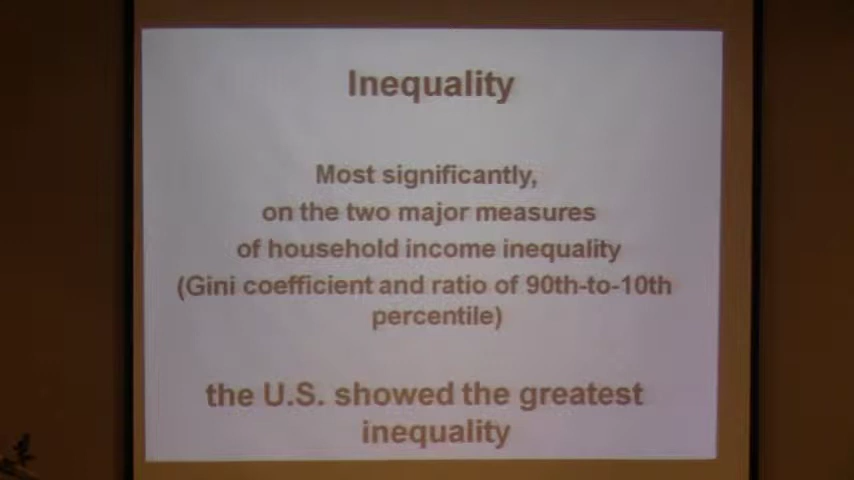 Inequality
Most significantly,
on the two major measures
of household income inequality
(Gini coefficient and ratio of 90th-to-10th
percentile)
the U.S. showed the greatest
inequality